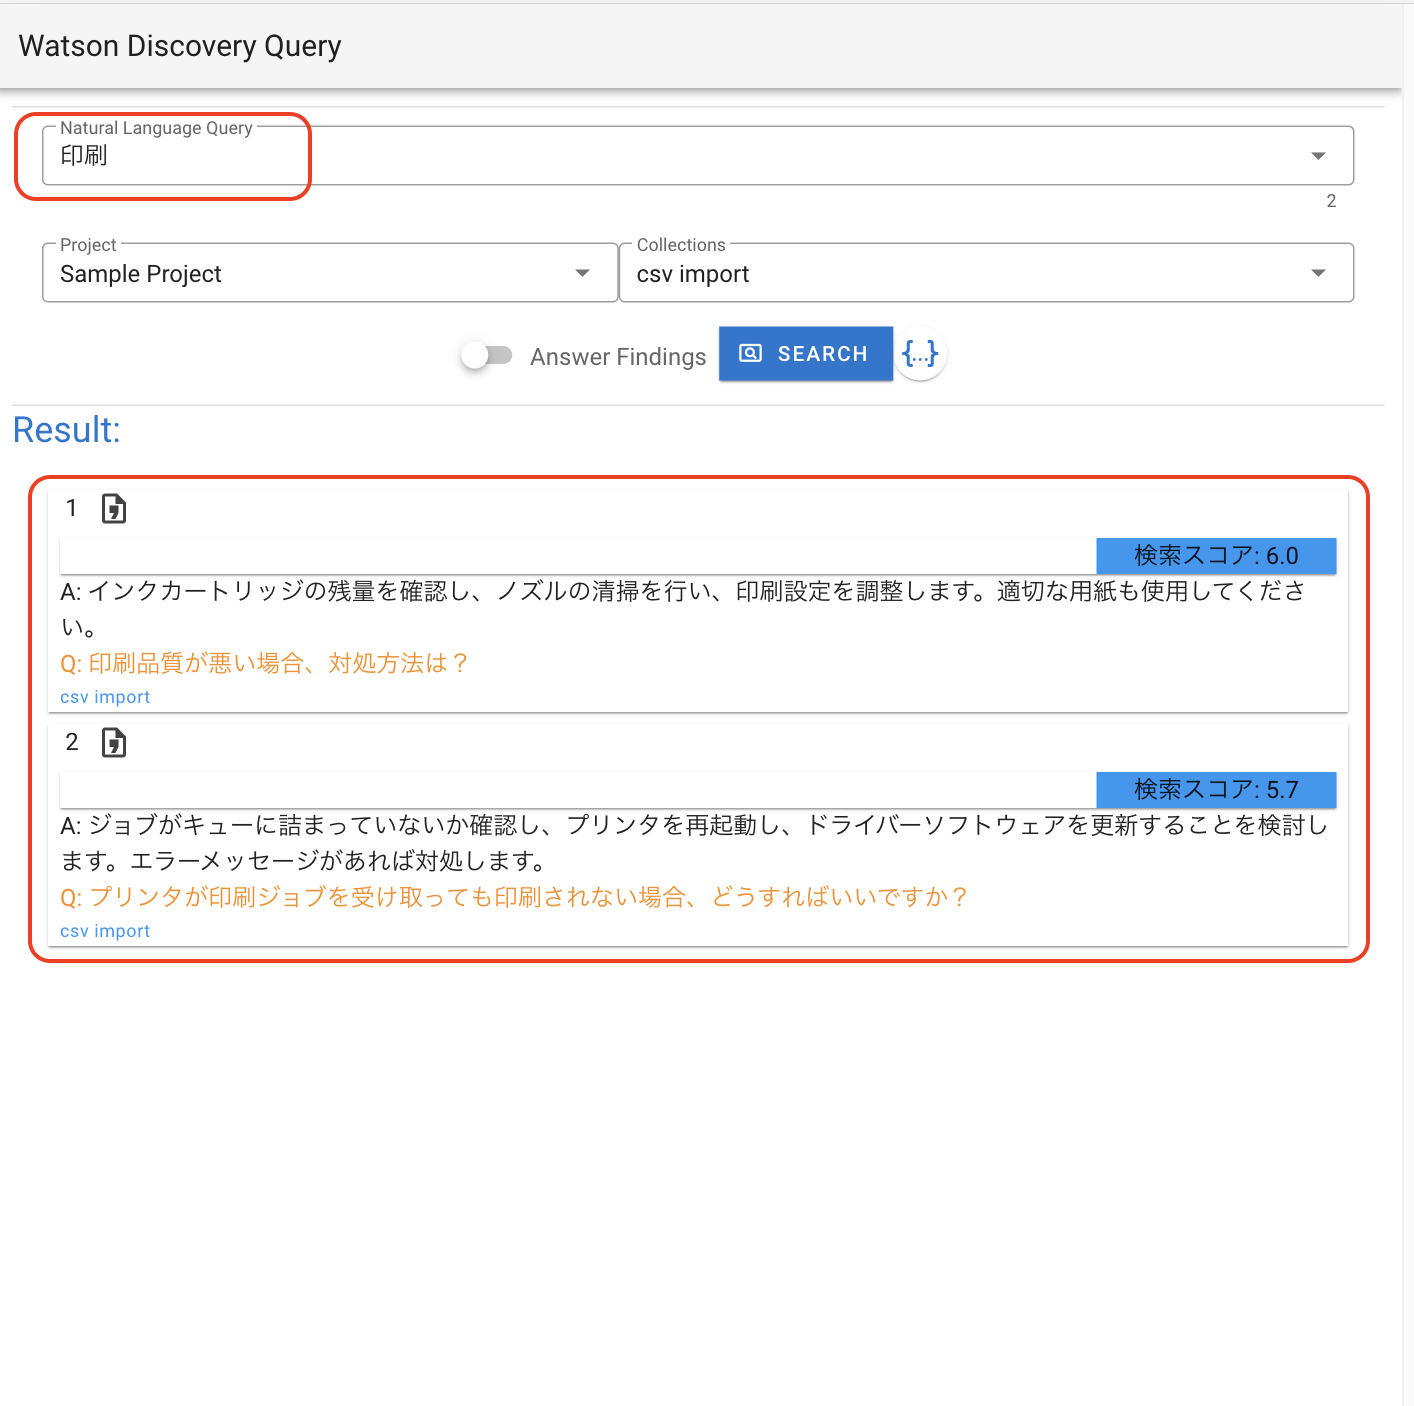 Watson Discovery Query
Natural Language Query
印刷
2
Project
Sample Project
Collections
csv import
Answer Findings
SEARCH
{...}
Result:
1
検索スコア: 6.0
A: インクカートリッジの残量を確認し、ノズルの清掃を行い、印刷設定を調整します。適切な用紙も使用してくださ
い。
Q: 印刷品質が悪い場合、対処方法は？
csv import
2
検索スコア: 5.7
A: ジョブがキューに詰まっていないか確認し、プリンタを再起動し、ドライバーソフトウェアを更新することを検討し
ます。エラーメッセージがあれば対処します。
Q: プリンタが印刷ジョブを受け取っても印刷されない場合、どうすればいいですか？
csv import